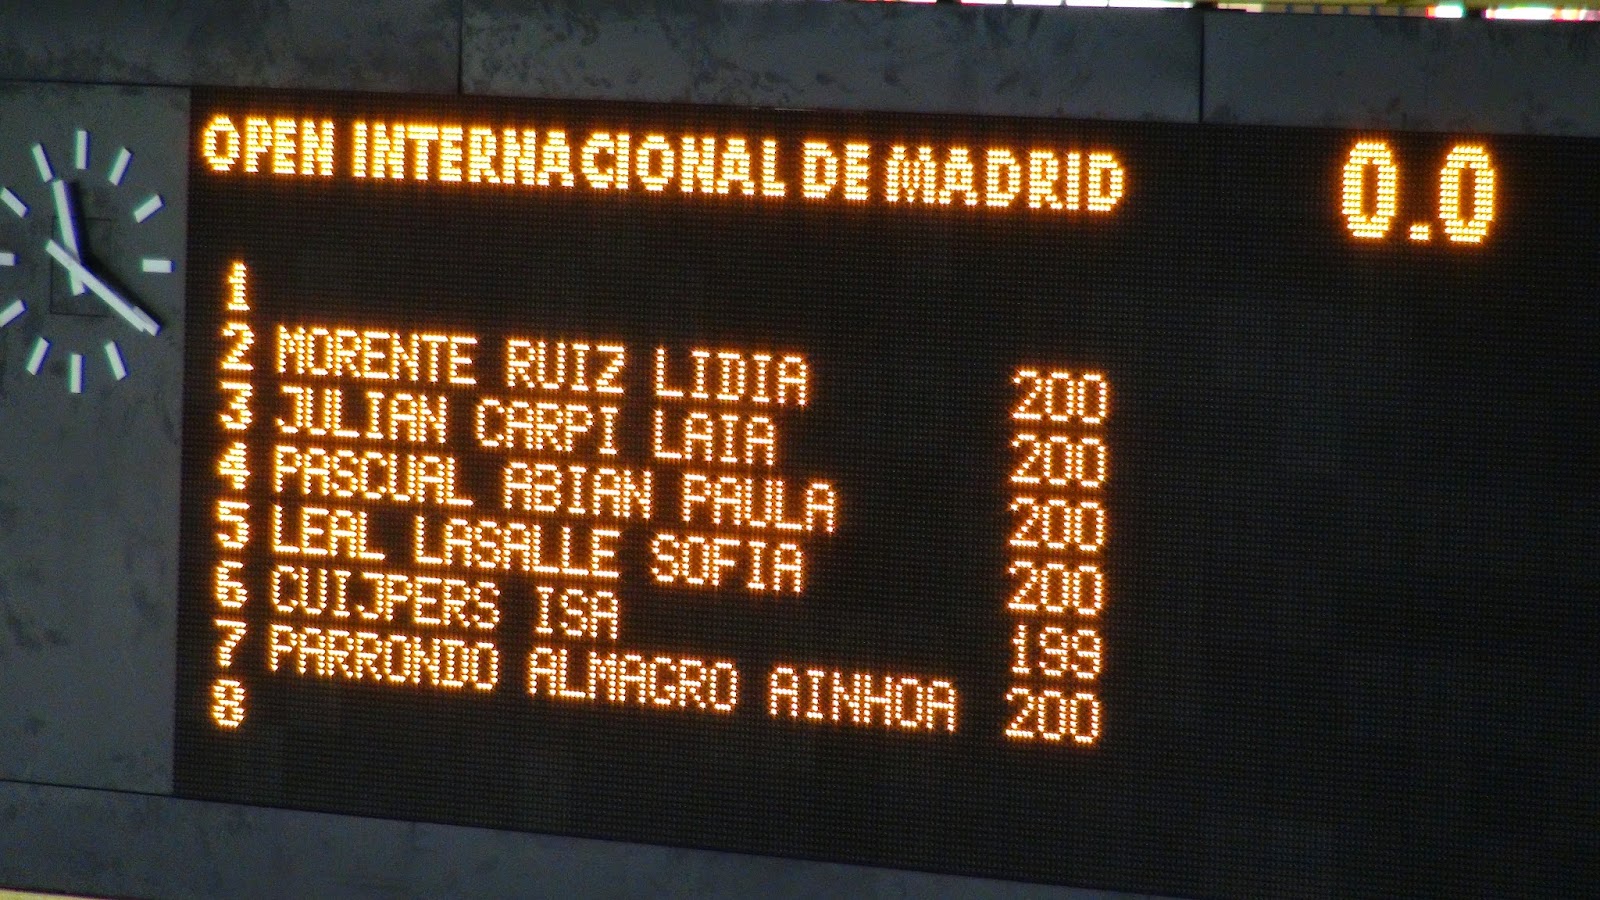 OPEN INTERNACIONAL DE MADRID 0.0
1
2 MORENTE RUIZ LIDIA 200
3 JULIAN CARPI LAIA 200
4 PASCUAL ABIAN PAULA 200
5 LEAL LASALLE SOFIA 200
6 CUIJPERS ISA 199
7 PARRONDO ALMAGRO AINHOA 200
8